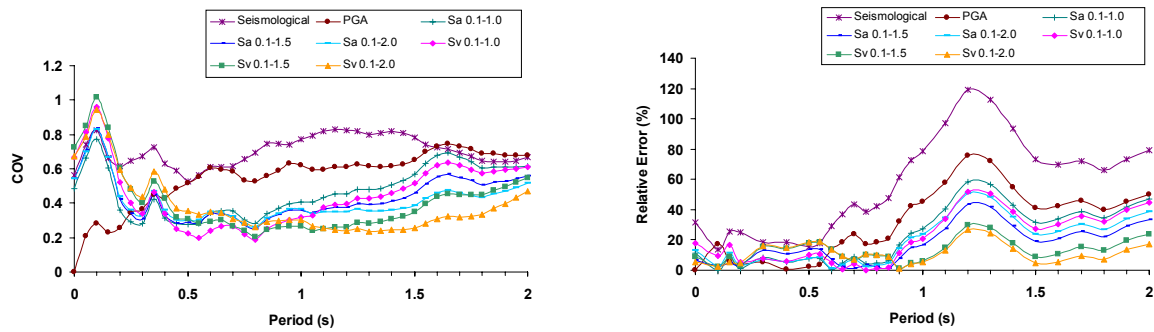 Seismological PGA Sa 0.1-1.0
Sa 0.1-1.5 Sa 0.1-2.0 Sv 0.1-1.0
Sv 0.1-1.5 Sv 0.1-2.0
1.2
1
0.8
0.6
0.4
0.2
0
COV
0 0.5 1 1.5 2
Period (s)
Seismological PGA Sa 0.1-1.0
Sa 0.1-1.5 Sa 0.1-2.0 Sv 0.1-1.0
Sv 0.1-1.5 Sv 0.1-2.0
140
120
100
80
60
40
20
0
Relative Error (%)
0 0.5 1 1.5 2
Period (s)